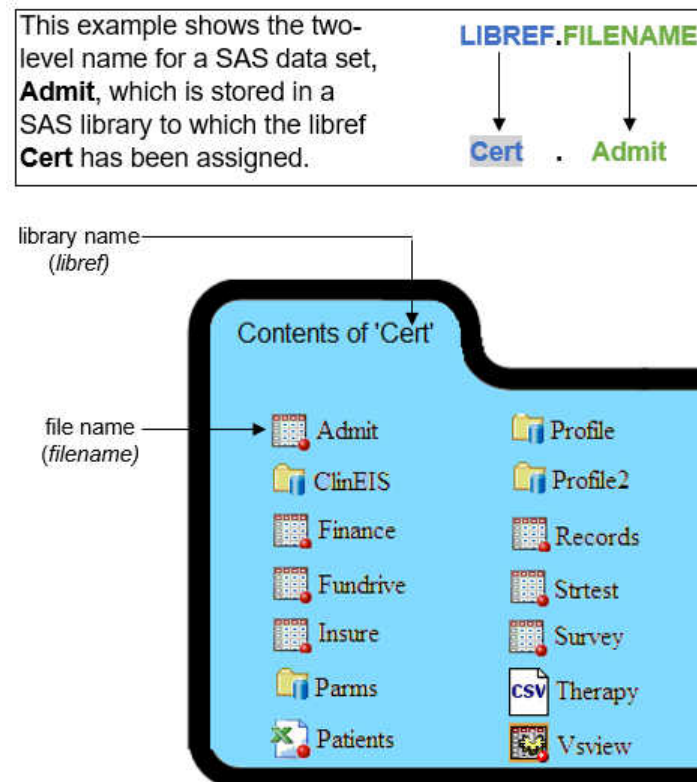 This example shows the two-
level name for a SAS data set,
Admit, which is stored in a
SAS library to which the libref
Cert has been assigned.
LIBREF.FILENAME
Cert . Admit
library name
(libref)
Contents of 'Cert'
file name
(filename)
Admit
ClinEIS
Finance
Fundrive
Insure
Parms
Patients
Profile
Profile2
Records
Strtest
Survey
CSV Therapy
Vsview